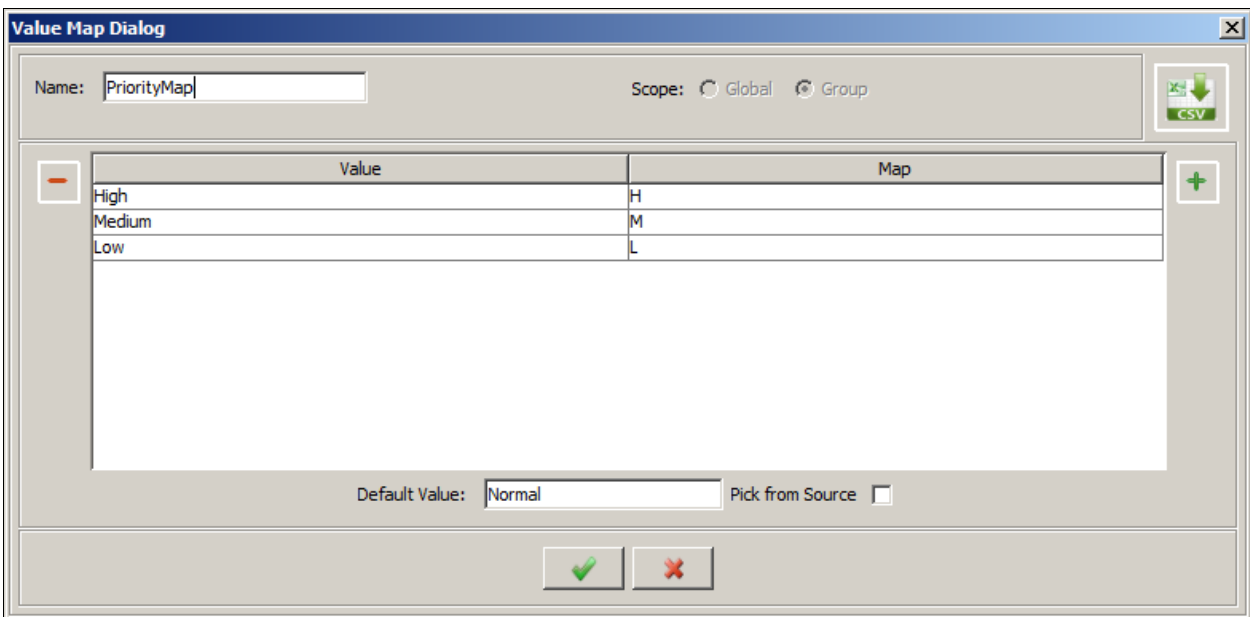 Value Map Dialog
Name: PriorityMap Scope: Global Group
CSV
Value Map
High H
Medium M
Low L
Default Value: Normal Pick from Source